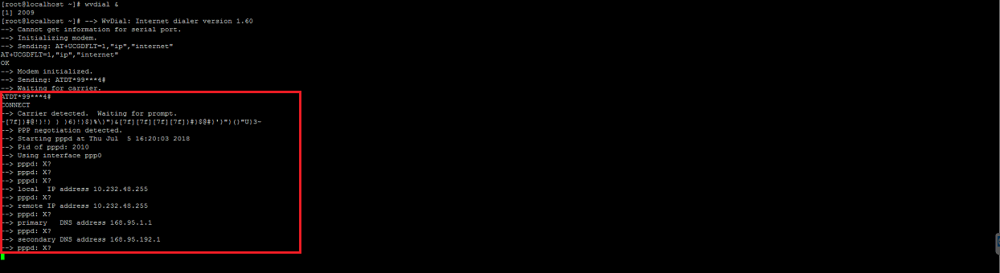 [root@localhost ~]# wvdial &
[1] 2009
[root@localhost ~]# --> WvDial: Internet dialer version 1.60
--> Cannot get information for serial port.
--> Initializing modem.
--> Sending: AT+UCGDFLT=1,"ip","internet"
AT+UCGDFLT=1,"ip","internet"
OK
--> Modem initialized.
--> Sending: ATDT*99***4#
--> Waiting for carrier.
ATDT*99***4#
CONNECT
--> Carrier detected.  Waiting for prompt.
~[7f]}#@!}!} } }6}!}$}%\}"}&[7f][7f][7f][7f]}#}$@#}'}"}(}"U}3~
--> PPP negotiation detected.
--> Starting pppd at Thu Jul  5 16:20:03 2018
--> Pid of pppd: 2010
--> Using interface ppp0
--> pppd: X?
--> pppd: X?
--> pppd: X?
--> local  IP address 10.232.48.255
--> pppd: X?
--> remote IP address 10.232.48.255
--> pppd: X?
--> primary   DNS address 168.95.1.1
--> pppd: X?
--> secondary DNS address 168.95.192.1
--> pppd: X?